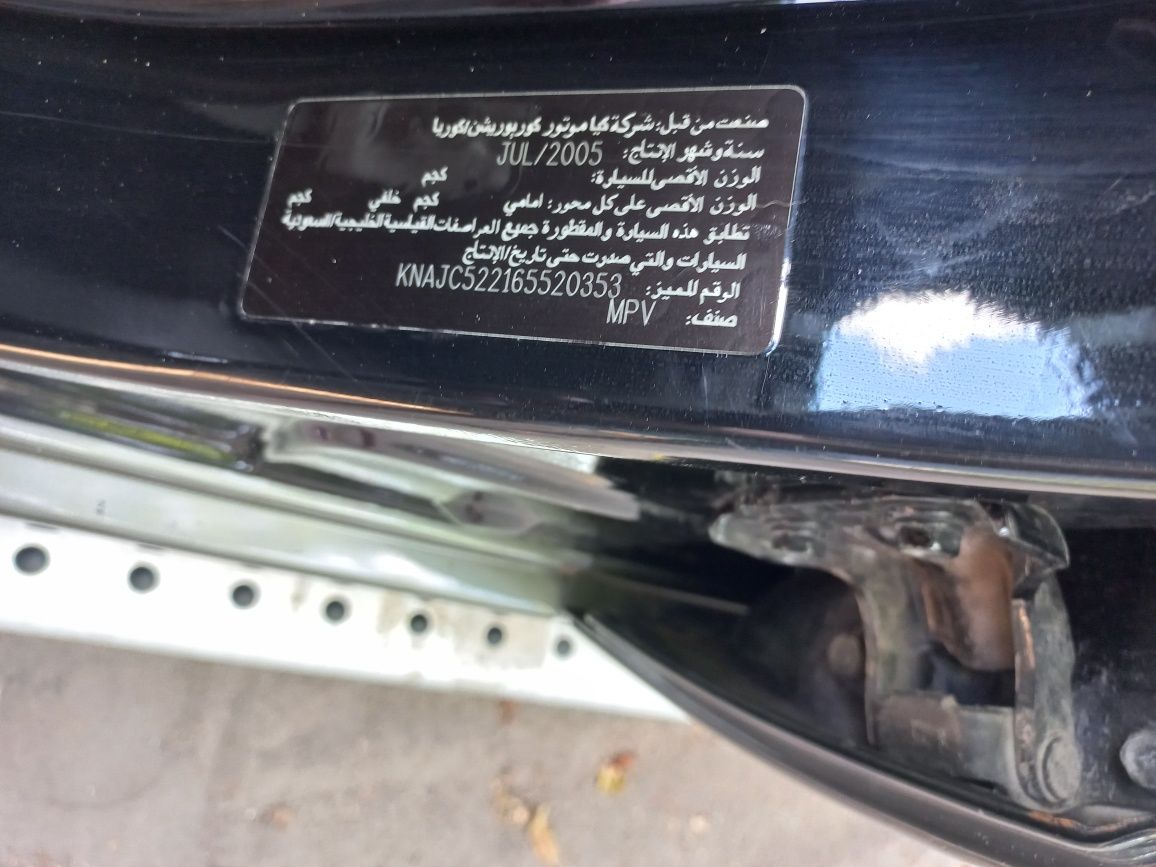 صنعت من قبل: شركة كيا موتور كوربوريشن/كوريا
سنة وشهر الإنتاج: JUL/2005
الوزن الأقصى للسيارة: كجم
الوزن الأقصى على كل محور: امامي كجم خلفي كجم
تطابق هذه السيارة والمقطورة جميع المراصفات القياسية الخليجية/السعودية
السيارات والتي صدرت حتى تاريخ/الإنتاج
الرقم المميز: KNAJC522165520353
صنف: MPV